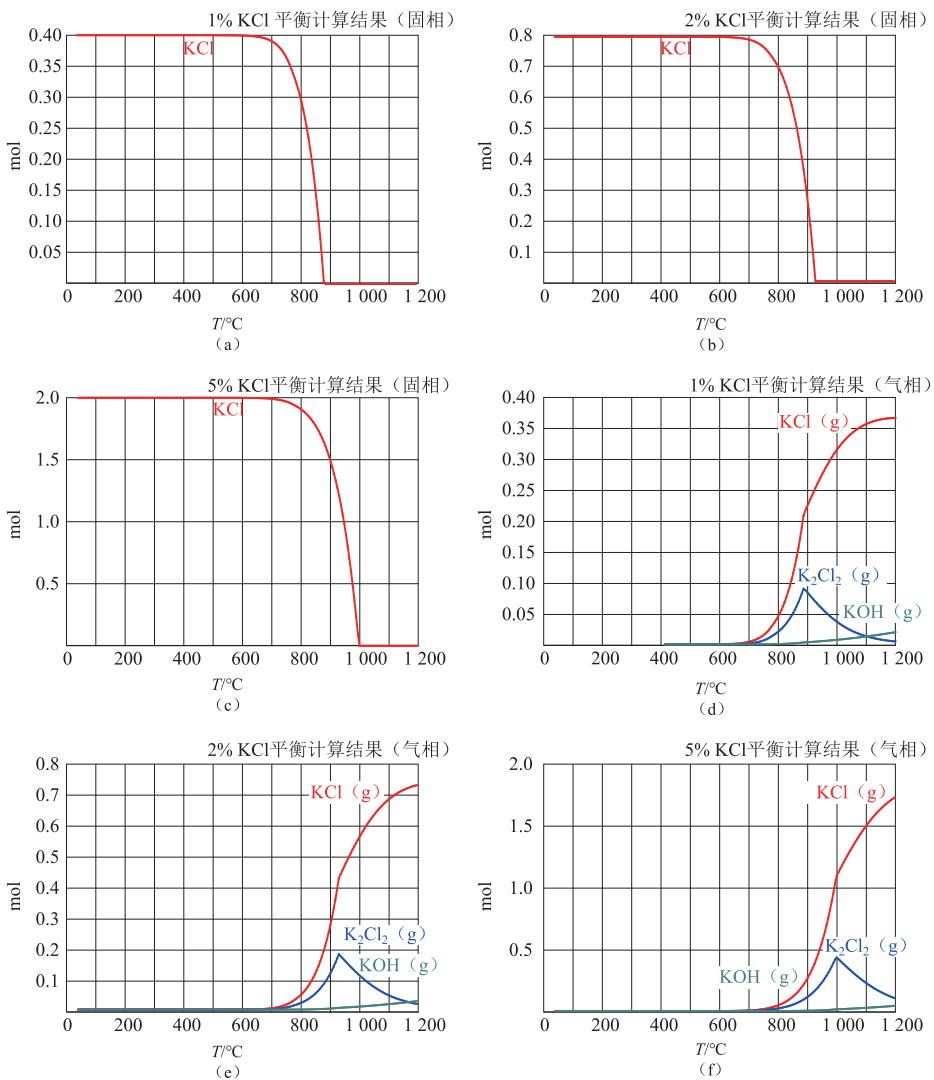 1% KCl 平衡计算结果（固相）
0.40
0.35
0.30
0.25
0.20
0.15
0.10
0.05
mol
KCl
0 200 400 600 800 1 000 1 200
T/°C
（a）
2% KCl平衡计算结果（固相）
0.8
0.7
0.6
0.5
0.4
0.3
0.2
0.1
mol
KCl
0 200 400 600 800 1 000 1 200
T/°C
（b）
5% KCl平衡计算结果（固相）
2.0
1.5
1.0
0.5
mol
KCl
0 200 400 600 800 1 000 1 200
T/°C
（c）
1% KCl平衡计算结果（气相）
0.40
0.35
0.30
0.25
0.20
0.15
0.10
0.05
mol
KCl（g）
K₂Cl₂（g）
KOH（g）
0 200 400 600 800 1 000 1 200
T/°C
（d）
2% KCl平衡计算结果（气相）
0.8
0.7
0.6
0.5
0.4
0.3
0.2
0.1
mol
KCl（g）
K₂Cl₂（g）
KOH（g）
0 200 400 600 800 1 000 1 200
T/°C
（e）
5% KCl平衡计算结果（气相）
2.0
1.5
1.0
0.5
mol
KCl（g）
K₂Cl₂（g）
KOH（g）
0 200 400 600 800 1 000 1 200
T/°C
（f）